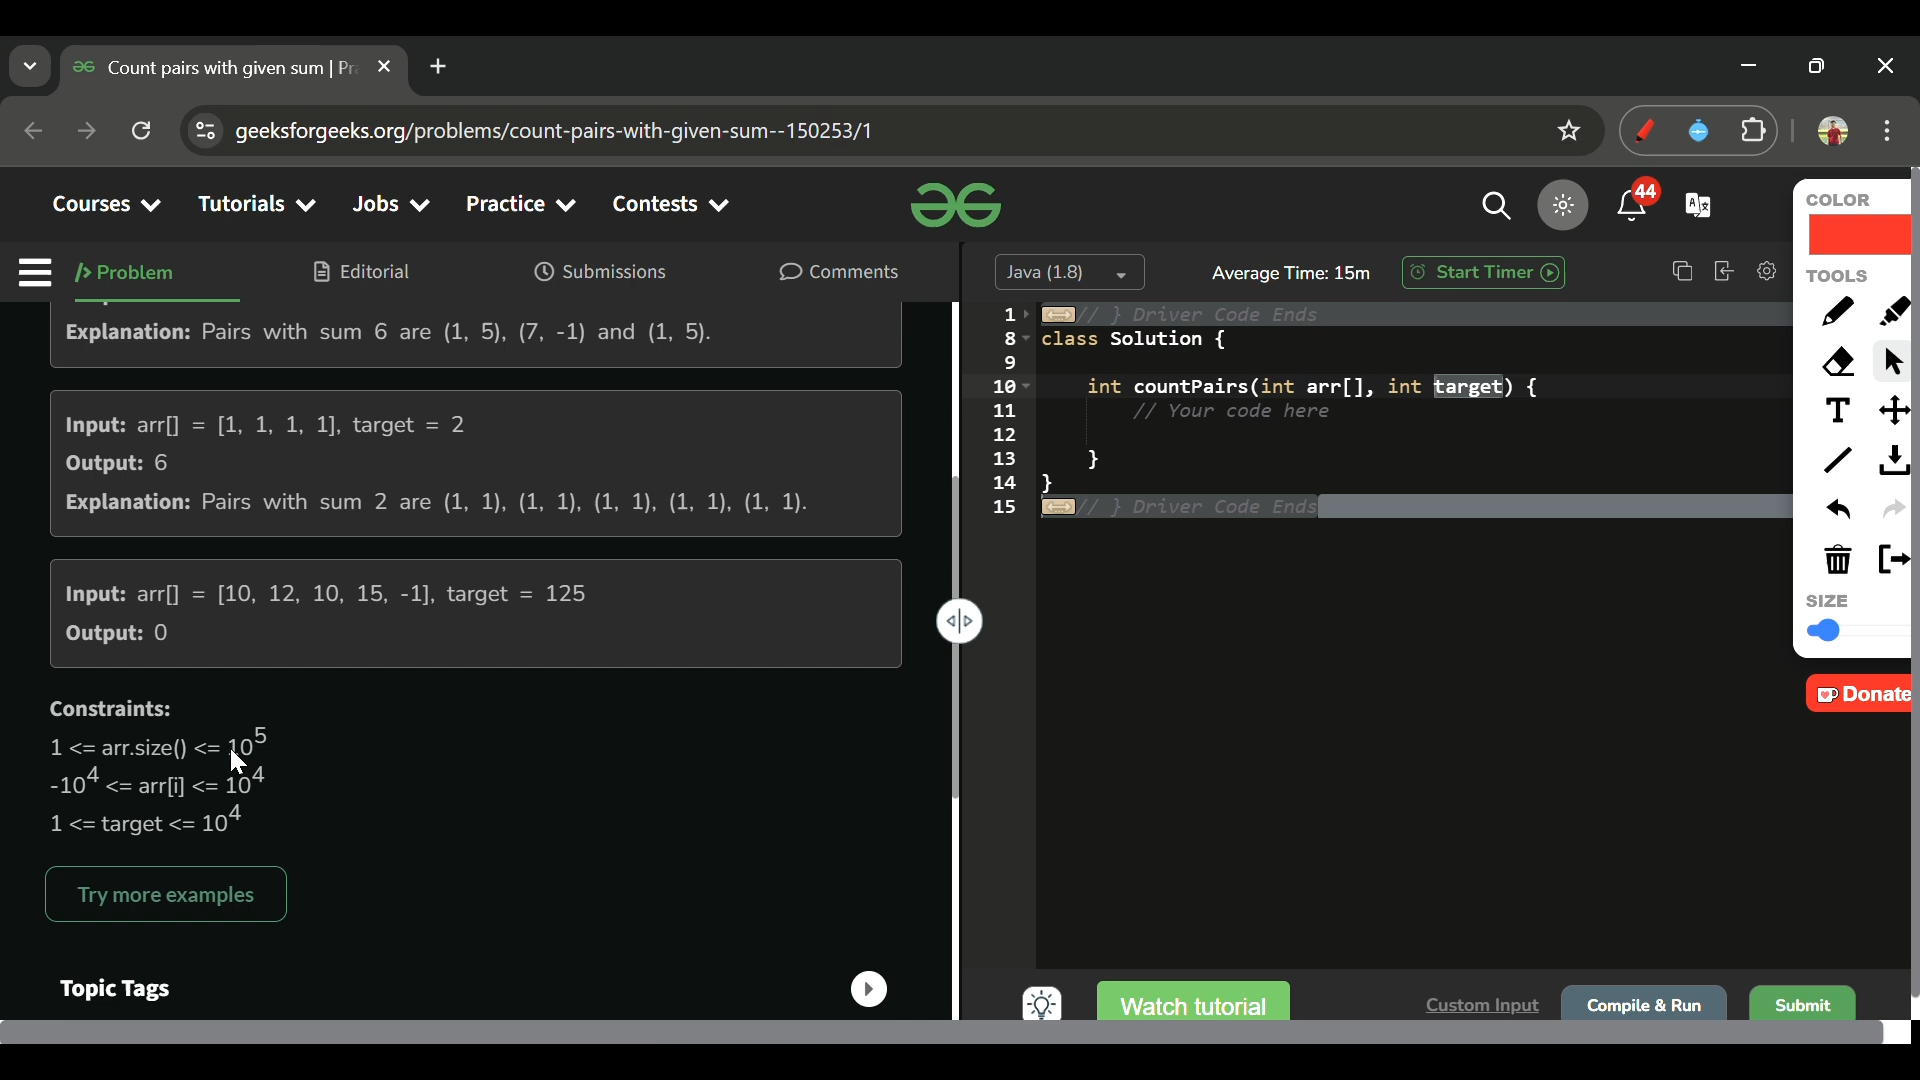 Count pairs with given sum | Pr
geeksforgeeks.org/problems/count-pairs-with-given-sum--150253/1
Courses Tutorials Jobs Practice Contests
44
Problem Editorial Submissions Comments
Explanation: Pairs with sum 6 are (1, 5), (7, -1) and (1, 5).
Input: arr[] = [1, 1, 1, 1], target = 2
Output: 6
Explanation: Pairs with sum 2 are (1, 1), (1, 1), (1, 1), (1, 1), (1, 1).
Input: arr[] = [10, 12, 10, 15, -1], target = 125
Output: 0
Constraints:
1 <= arr.size() <= 10^5
-10^4 <= arr[i] <= 10^4
1 <= target <= 10^4
Try more examples
Topic Tags
Java (1.8) Average Time: 15m Start Timer
1 // } Driver Code Ends
8 class Solution {
9
10 int countPairs(int arr[], int target) {
11 // Your code here
12
13 }
14 }
15 // } Driver Code Ends
Watch tutorial Custom Input Compile & Run Submit
COLOR
TOOLS
T
SIZE
Donate